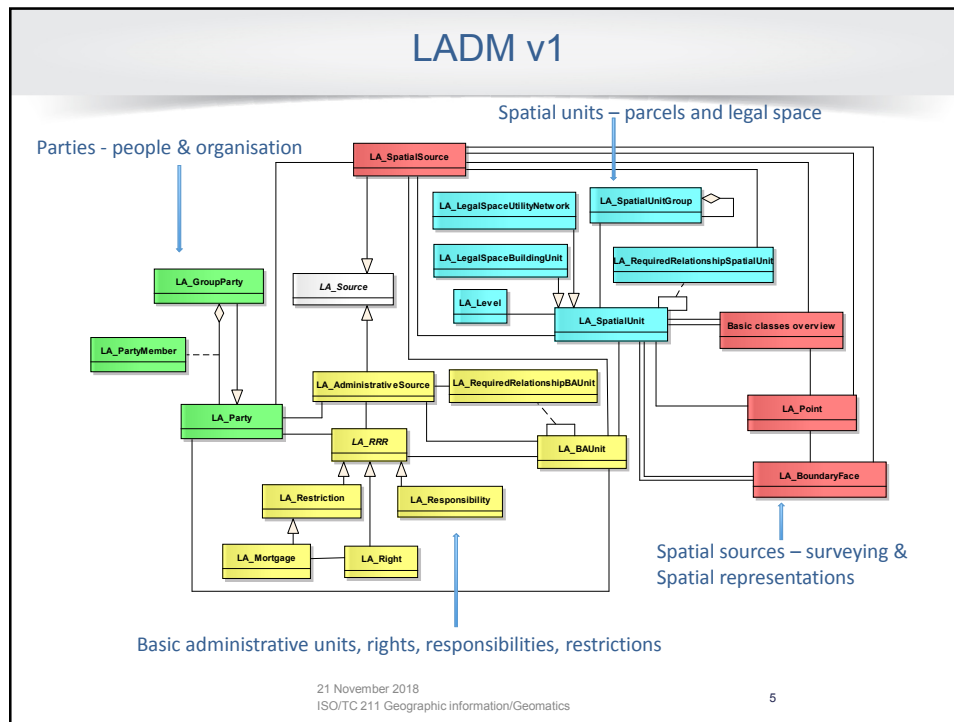 LADM v1
Spatial units – parcels and legal space
Parties - people & organisation
LA_SpatialSource
LA_LegalSpaceUtilityNetwork
LA_SpatialUnitGroup
LA_LegalSpaceBuildingUnit
LA_RequiredRelationshipSpatialUnit
LA_GroupParty
LA_Source
LA_Level
LA_SpatialUnit
Basic classes overview
LA_PartyMember
LA_AdministrativeSource
LA_RequiredRelationshipBAUnit
LA_Party
LA_Point
LA_RRR
LA_BAUnit
LA_BoundaryFace
LA_Restriction
LA_Responsibility
LA_Mortgage
LA_Right
Spatial sources – surveying &
Spatial representations
Basic administrative units, rights, responsibilities, restrictions
21 November 2018
ISO/TC 211 Geographic information/Geomatics
5